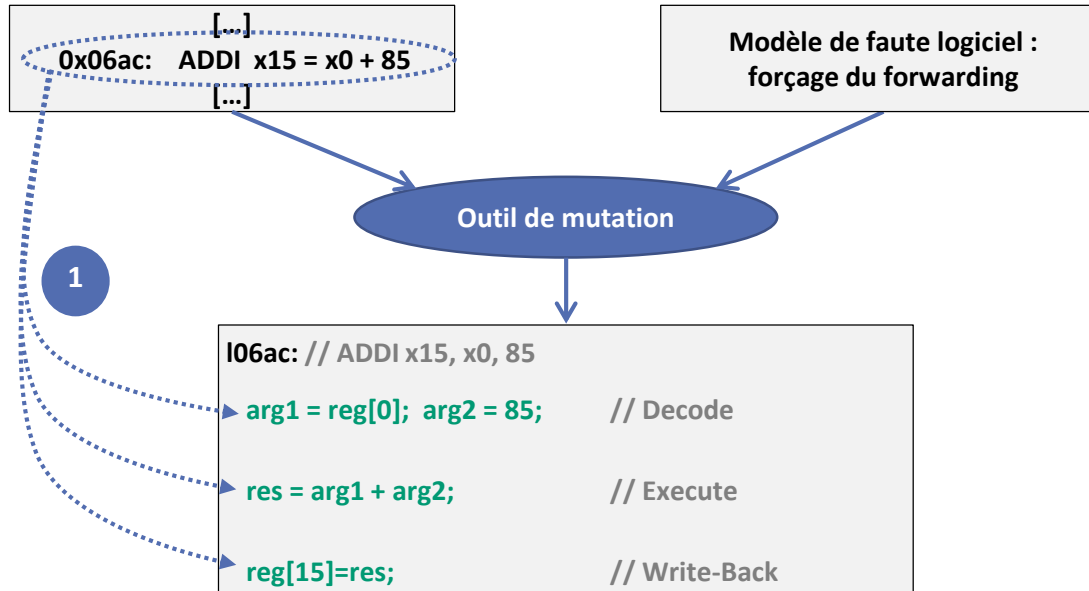 […]
0x06ac: ADDI x15 = x0 + 85
[…]
Modèle de faute logiciel :
forçage du forwarding
Outil de mutation
1
l06ac: // ADDI x15, x0, 85
arg1 = reg[0]; arg2 = 85; // Decode
res = arg1 + arg2; // Execute
reg[15]=res; // Write-Back